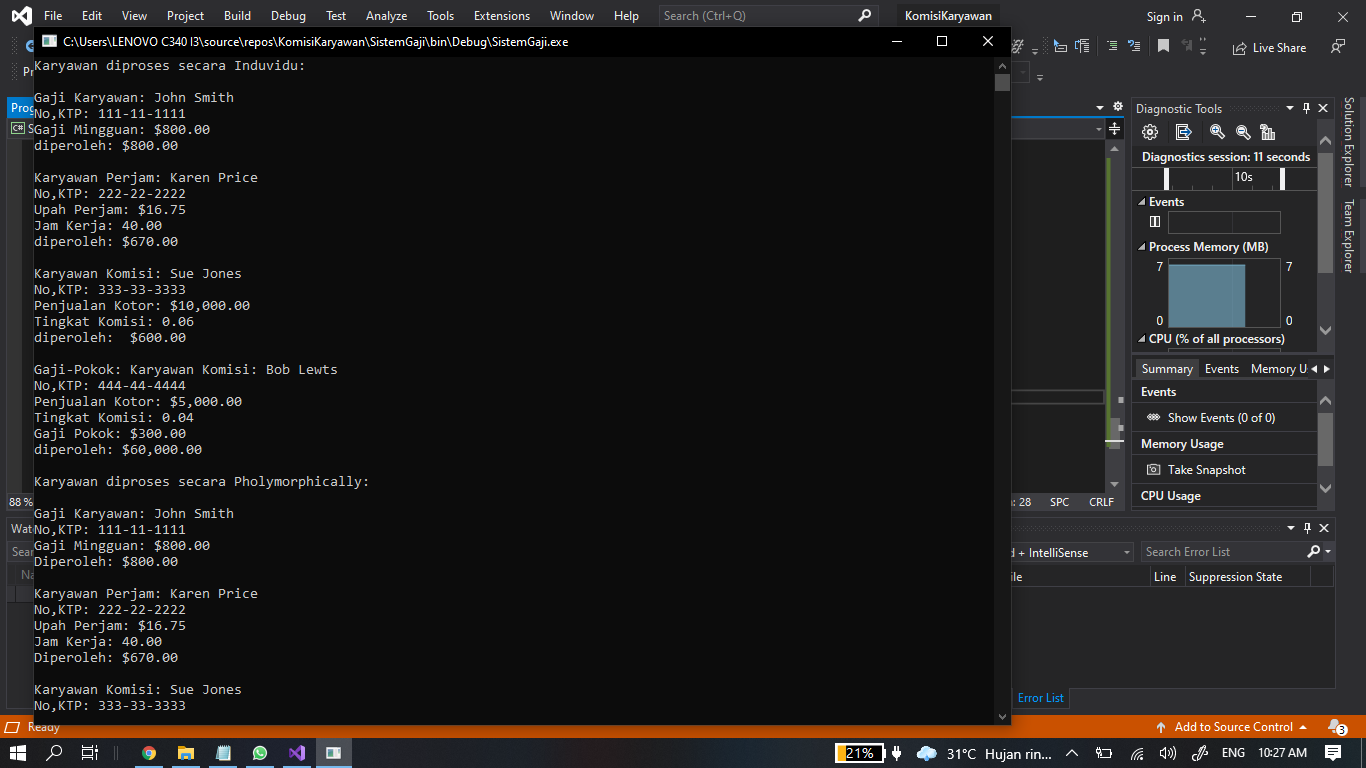 File Edit View Project Build Debug Test Analyze Tools Extensions Window Help Search (Ctrl+Q) KomisiKaryawan Sign in
C:\Users\LENOVO C340 I3\source\repos\KomisiKaryawan\SistemGaji\bin\Debug\SistemGaji.exe
Live Share
Karyawan diproses secara Induvidu:
Gaji Karyawan: John Smith
No,KTP: 111-11-1111
Gaji Mingguan: $800.00
diperoleh: $800.00
Karyawan Perjam: Karen Price
No,KTP: 222-22-2222
Upah Perjam: $16.75
Jam Kerja: 40.00
diperoleh: $670.00
Karyawan Komisi: Sue Jones
No,KTP: 333-33-3333
Penjualan Kotor: $10,000.00
Tingkat Komisi: 0.06
diperoleh:  $600.00
Gaji-Pokok: Karyawan Komisi: Bob Lewts
No,KTP: 444-44-4444
Penjualan Kotor: $5,000.00
Tingkat Komisi: 0.04
Gaji Pokok: $300.00
diperoleh: $60,000.00
Karyawan diproses secara Pholymorphically:
Gaji Karyawan: John Smith
No,KTP: 111-11-1111
Gaji Mingguan: $800.00
Diperoleh: $800.00
Karyawan Perjam: Karen Price
No,KTP: 222-22-2222
Upah Perjam: $16.75
Jam Kerja: 40.00
Diperoleh: $670.00
Karyawan Komisi: Sue Jones
No,KTP: 333-33-3333
Diagnostic Tools
Diagnostics session: 11 seconds
10s
Events
Process Memory (MB)
7 7
0 0
CPU (% of all processors)
Summary Events Memory U
Events
Show Events (0 of 0)
Memory Usage
Take Snapshot
CPU Usage
Solution Explorer
Team Explorer
88 %
: 28 SPC CRLF
d + IntelliSense Search Error List
Line Suppression State
Error List
Ready Add to Source Control 3
21% 31°C Hujan rin... ENG 10:27 AM